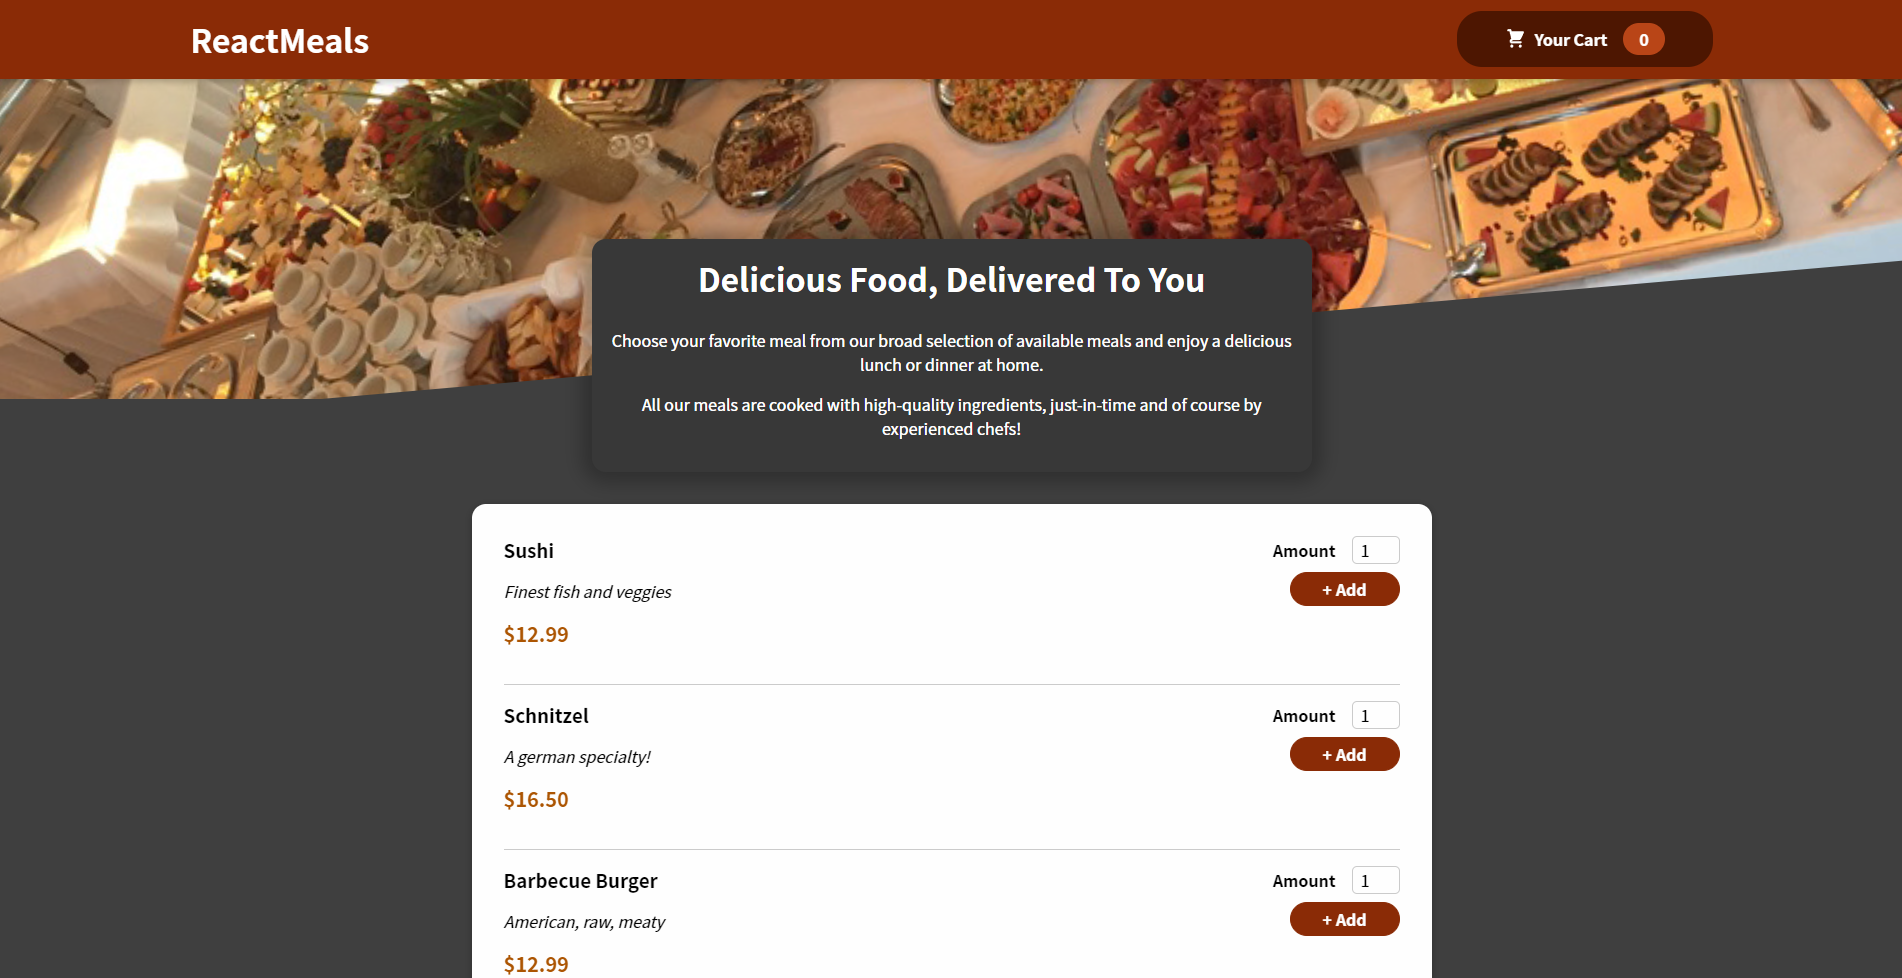 ReactMeals
Your Cart 0
Delicious Food, Delivered To You
Choose your favorite meal from our broad selection of available meals and enjoy a delicious
lunch or dinner at home.
All our meals are cooked with high-quality ingredients, just-in-time and of course by
experienced chefs!
Sushi
Amount 1
Finest fish and veggies
+ Add
$12.99
Schnitzel
Amount 1
A german specialty!
+ Add
$16.50
Barbecue Burger
Amount 1
American, raw, meaty
+ Add
$12.99